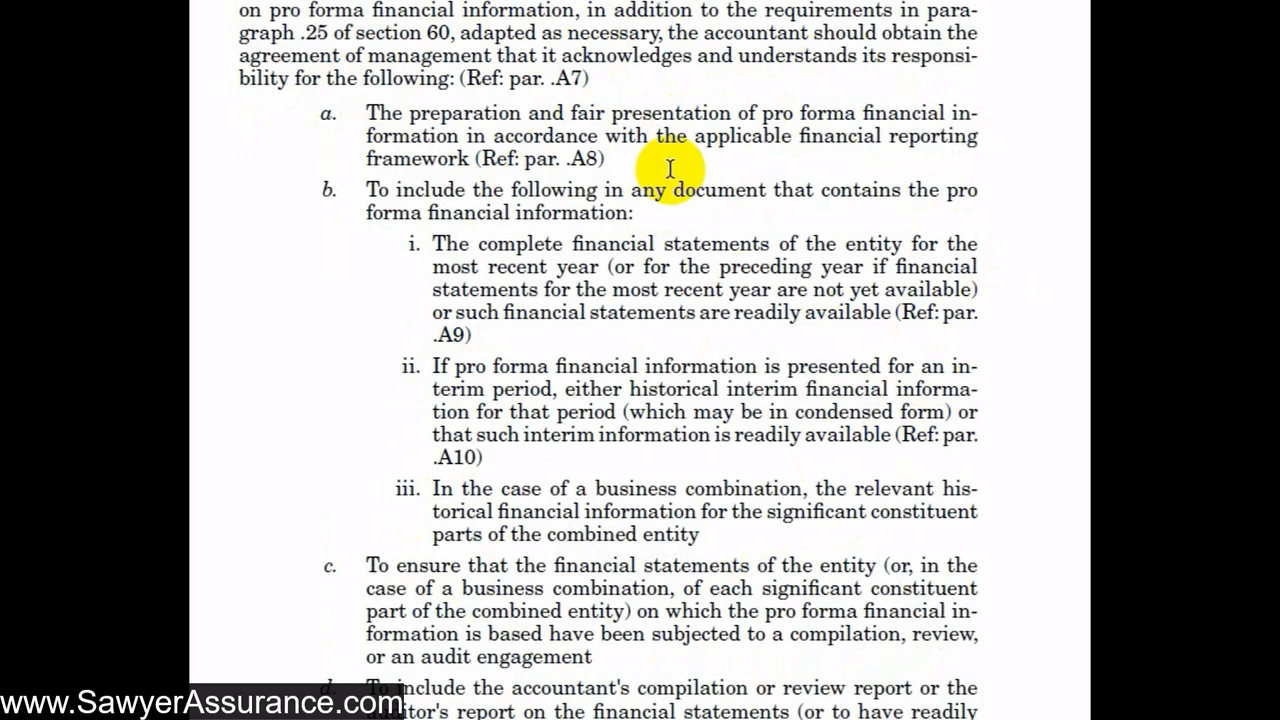 on pro forma financial information, in addition to the requirements in para-
graph .25 of section 60, adapted as necessary, the accountant should obtain the
agreement of management that it acknowledges and understands its responsi-
bility for the following: (Ref: par. .A7)
a. The preparation and fair presentation of pro forma financial in-
formation in accordance with the applicable financial reporting
framework (Ref: par. .A8)
b. To include the following in any document that contains the pro
forma financial information:
i. The complete financial statements of the entity for the
most recent year (or for the preceding year if financial
statements for the most recent year are not yet available)
or such financial statements are readily available (Ref: par.
.A9)
ii. If pro forma financial information is presented for an in-
terim period, either historical interim financial informa-
tion for that period (which may be in condensed form) or
that such interim information is readily available (Ref: par.
.A10)
iii. In the case of a business combination, the relevant his-
torical financial information for the significant constituent
parts of the combined entity
c. To ensure that the financial statements of the entity (or, in the
case of a business combination, of each significant constituent
part of the combined entity) on which the pro forma financial in-
formation is based have been subjected to a compilation, review,
or an audit engagement
d. To include the accountant's compilation or review report or the
auditor's report on the financial statements (or to have readily
www.SawyerAssurance.com